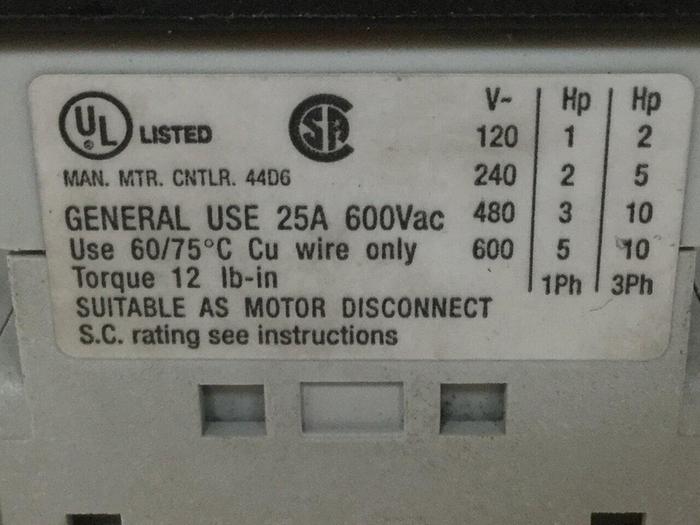 UL® LISTED
SA
MAN. MTR. CNTLR. 44D6
GENERAL USE 25A 600Vac
Use 60/75°C Cu wire only
Torque 12 lb-in
SUITABLE AS MOTOR DISCONNECT
S.C. rating see instructions
V~ Hp Hp
120 1 2
240 2 5
480 3 10
600 5 10
1Ph 3Ph